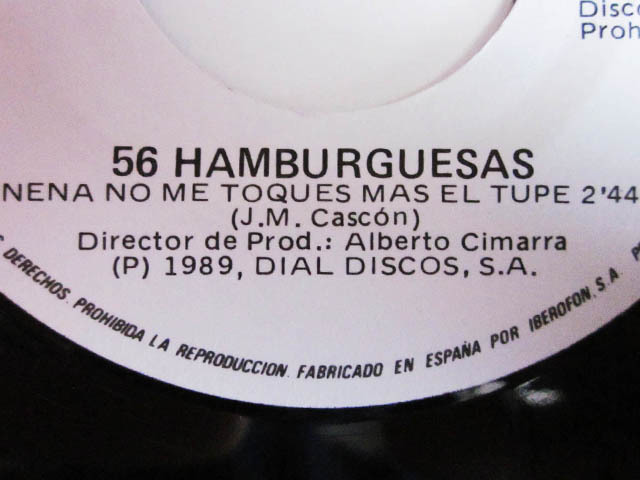 Disc
Proh
56 HAMBURGUESAS
NENA NO ME TOQUES MAS EL TUPE 2'44
(J.M. Cascón)
Director de Prod.: Alberto Cimarra
(P) 1989, DIAL DISCOS, S.A.
S DERECHOS. PROHIBIDA LA REPRODUCCION. FABRICADO EN ESPAÑA POR IBEROFON, S.A. P